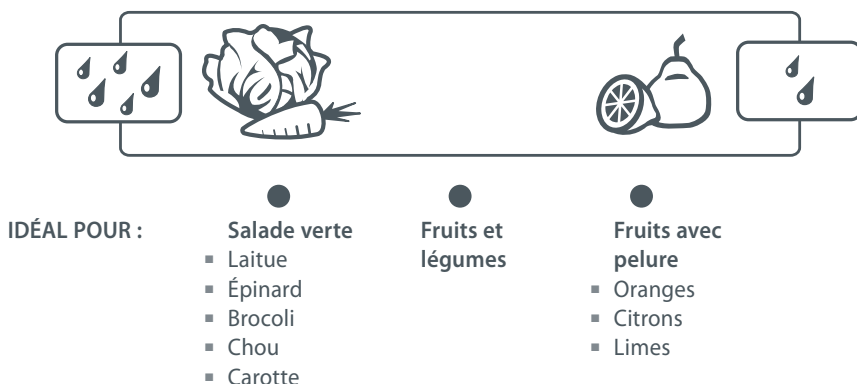 IDÉAL POUR :
Salade verte
▪ Laitue
▪ Épinard
▪ Brocoli
▪ Chou
▪ Carotte
Fruits et
légumes
Fruits avec
pelure
▪ Oranges
▪ Citrons
▪ Limes